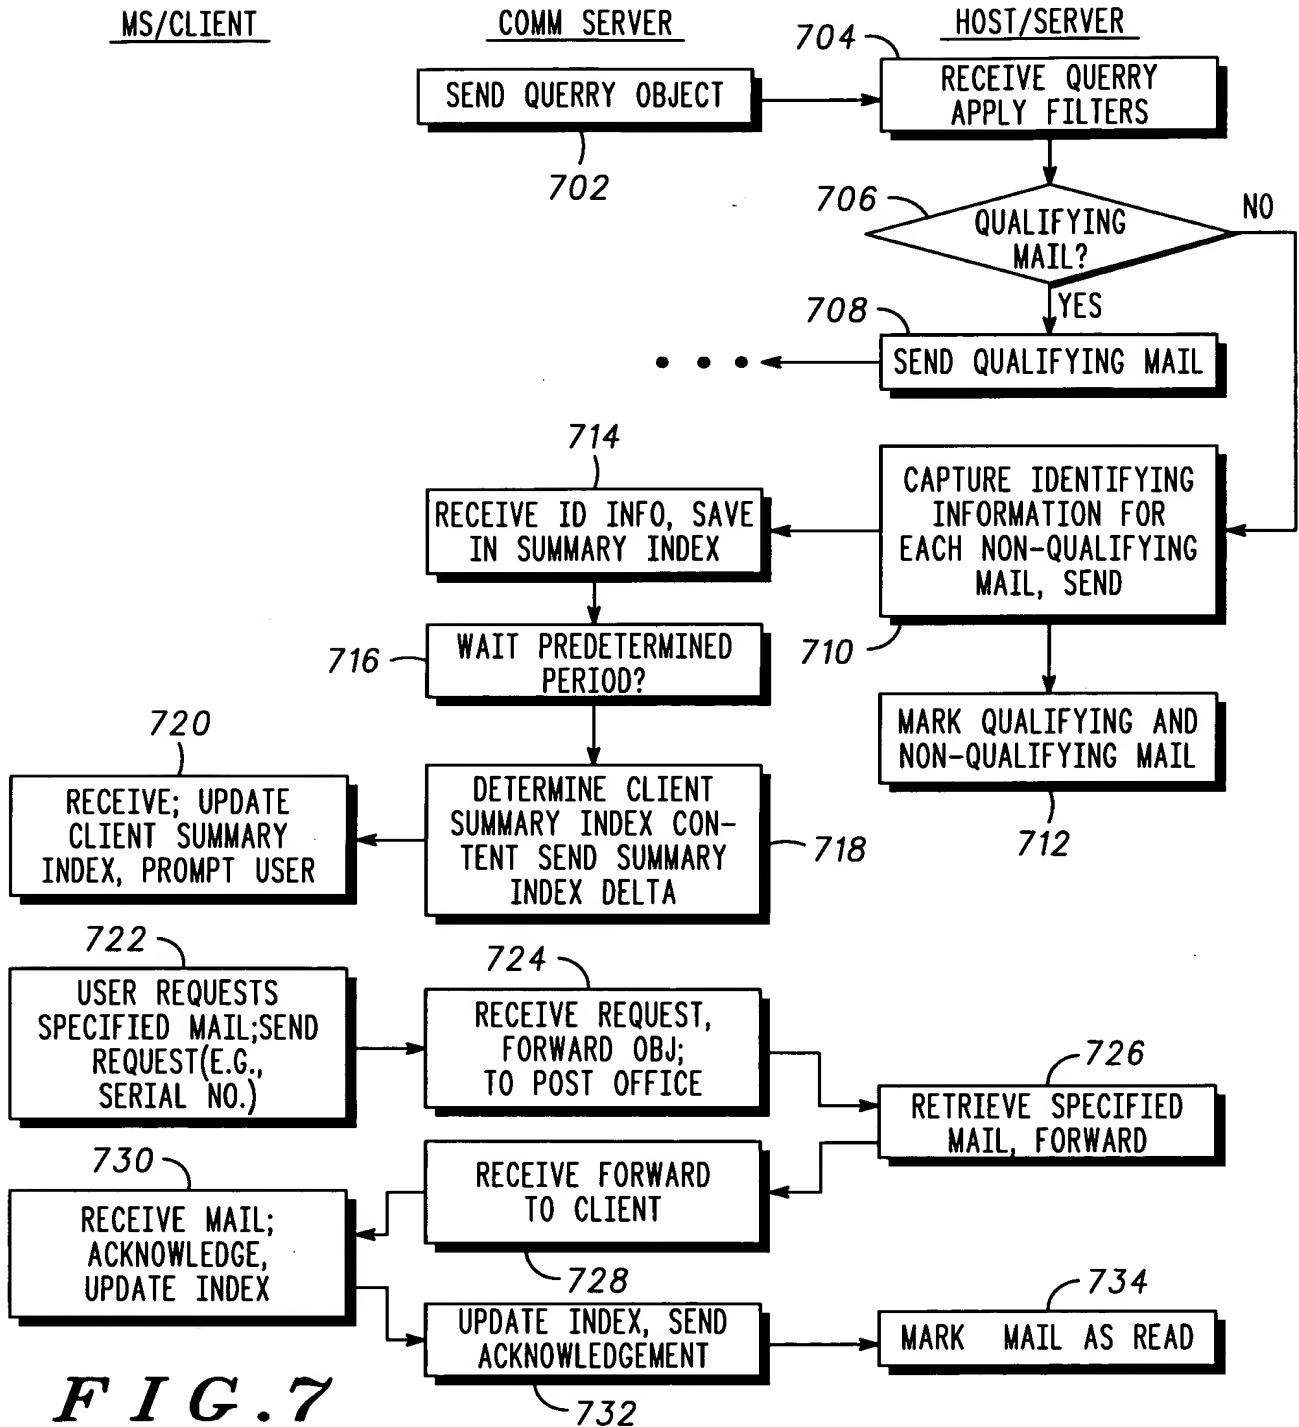 MS/CLIENT
COMM SERVER
HOST/SERVER
704
SEND QUERRY OBJECT
702
RECEIVE QUERRY
APPLY FILTERS
706
QUALIFYING
MAIL?
NO
YES
708
SEND QUALIFYING MAIL
• • •
714
RECEIVE ID INFO, SAVE
IN SUMMARY INDEX
CAPTURE IDENTIFYING
INFORMATION FOR
EACH NON-QUALIFYING
MAIL, SEND
710
716
WAIT PREDETERMINED
PERIOD?
MARK QUALIFYING AND
NON-QUALIFYING MAIL
712
720
RECEIVE; UPDATE
CLIENT SUMMARY
INDEX, PROMPT USER
DETERMINE CLIENT
SUMMARY INDEX CON-
TENT SEND SUMMARY
INDEX DELTA
718
722
USER REQUESTS
SPECIFIED MAIL;SEND
REQUEST(E.G.,
SERIAL NO.)
724
RECEIVE REQUEST,
FORWARD OBJ;
TO POST OFFICE
726
RETRIEVE SPECIFIED
MAIL, FORWARD
730
RECEIVE MAIL;
ACKNOWLEDGE,
UPDATE INDEX
RECEIVE FORWARD
TO CLIENT
728
UPDATE INDEX, SEND
ACKNOWLEDGEMENT
732
734
MARK MAIL AS READ
FIG.7